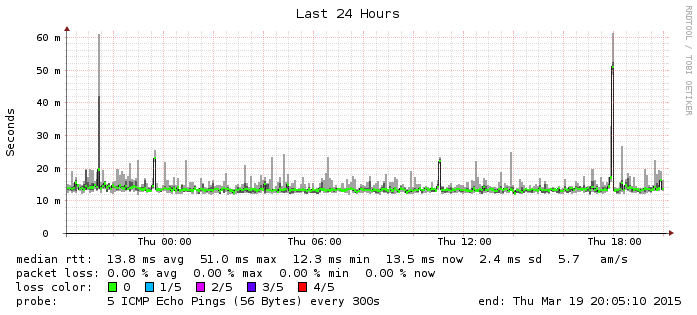 Last 24 Hours
RRDTOOL / TOBI OETIKER
Seconds
60 m
50 m
40 m
30 m
20 m
10 m
0
Thu 00:00 Thu 06:00 Thu 12:00 Thu 18:00
median rtt: 13.8 ms avg 51.0 ms max 12.3 ms min 13.5 ms now 2.4 ms sd 5.7 am/s
packet loss: 0.00 % avg 0.00 % max 0.00 % min 0.00 % now
loss color: 0 1/5 2/5 3/5 4/5
probe: 5 ICMP Echo Pings (56 Bytes) every 300s end: Thu Mar 19 20:05:10 2015